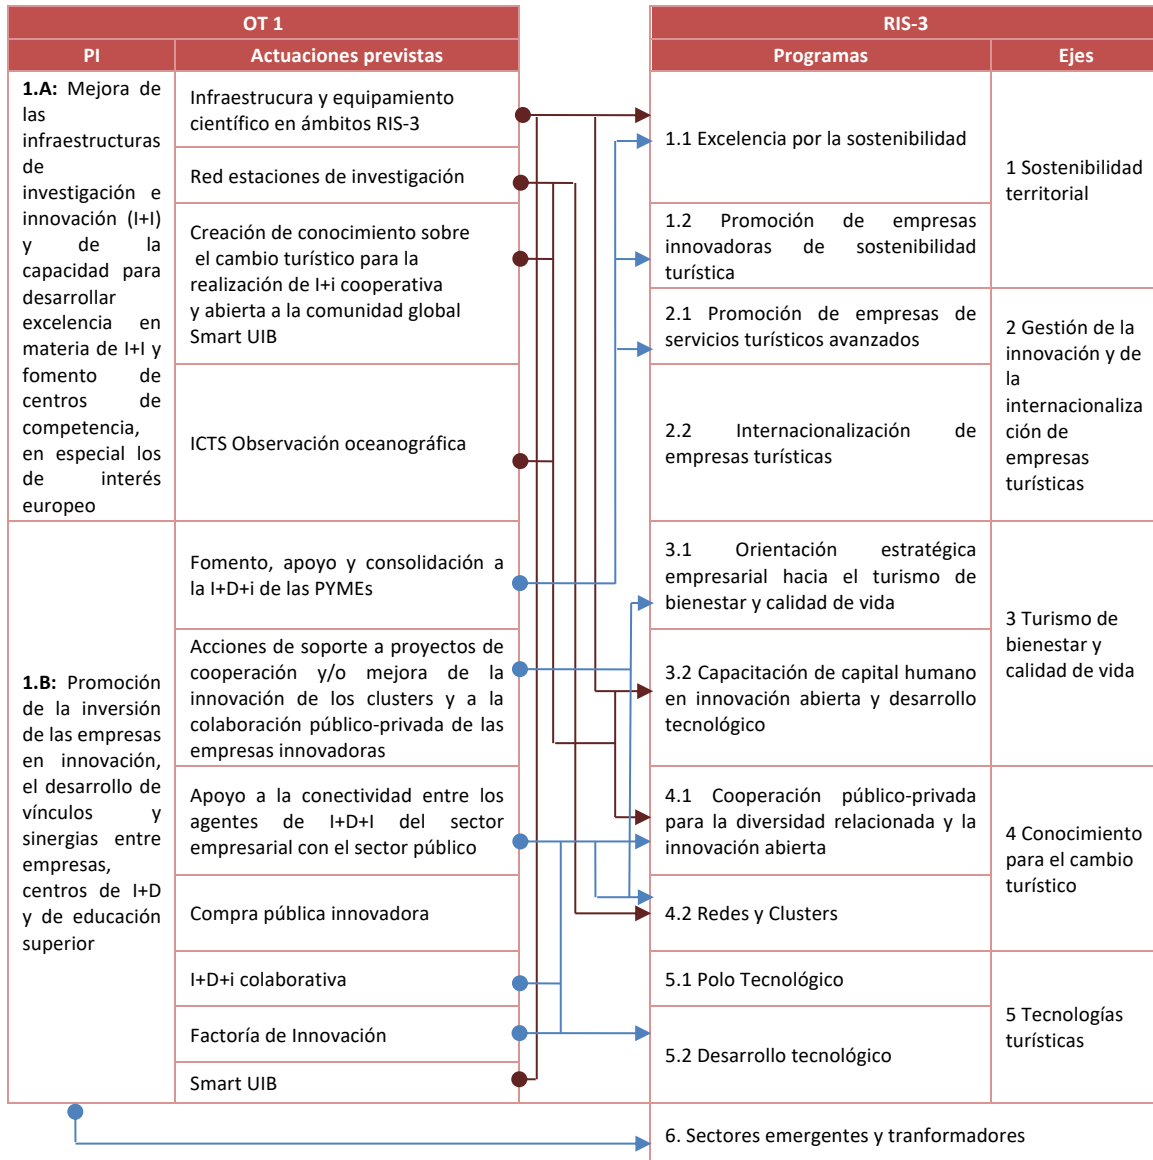 OT 1
PI
Actuaciones previstas
1.A: Mejora de
las
infraestructuras
de
investigación e
innovación (I+I)
y de la
capacidad para
desarrollar
excelencia en
materia de I+I y
fomento de
centros de
competencia,
en especial los
de interés
europeo
Infraestrucura y equipamiento
científico en ámbitos RIS-3
Red estaciones de investigación
Creación de conocimiento sobre
el cambio turístico para la
realización de I+i cooperativa
y abierta a la comunidad global
Smart UIB
ICTS Observación oceanográfica
1.B: Promoción
de la inversión
de las empresas
en innovación,
el desarrollo de
vínculos y
sinergias entre
empresas,
centros de I+D
y de educación
superior
Fomento, apoyo y consolidación a
la I+D+i de las PYMEs
Acciones de soporte a proyectos de
cooperación y/o mejora de la
innovación de los clusters y a la
colaboración público-privada de las
empresas innovadoras
Apoyo a la conectividad entre los
agentes de I+D+I del sector
empresarial con el sector público
Compra pública innovadora
I+D+i colaborativa
Factoría de Innovación
Smart UIB
RIS-3
Programas
Ejes
1.1 Excelencia por la sostenibilidad
1.2 Promoción de empresas
innovadoras de sostenibilidad
turística
1 Sostenibilidad
territorial
2.1 Promoción de empresas de
servicios turísticos avanzados
2.2 Internacionalización de
empresas turísticas
2 Gestión de la
innovación y de
la
internacionaliza
ción de
empresas
turísticas
3.1 Orientación estratégica
empresarial hacia el turismo de
bienestar y calidad de vida
3.2 Capacitación de capital humano
en innovación abierta y desarrollo
tecnológico
3 Turismo de
bienestar y
calidad de vida
4.1 Cooperación público-privada
para la diversidad relacionada y la
innovación abierta
4.2 Redes y Clusters
4 Conocimiento
para el cambio
turístico
5.1 Polo Tecnológico
5.2 Desarrollo tecnológico
5 Tecnologías
turísticas
6. Sectores emergentes y tranformadores